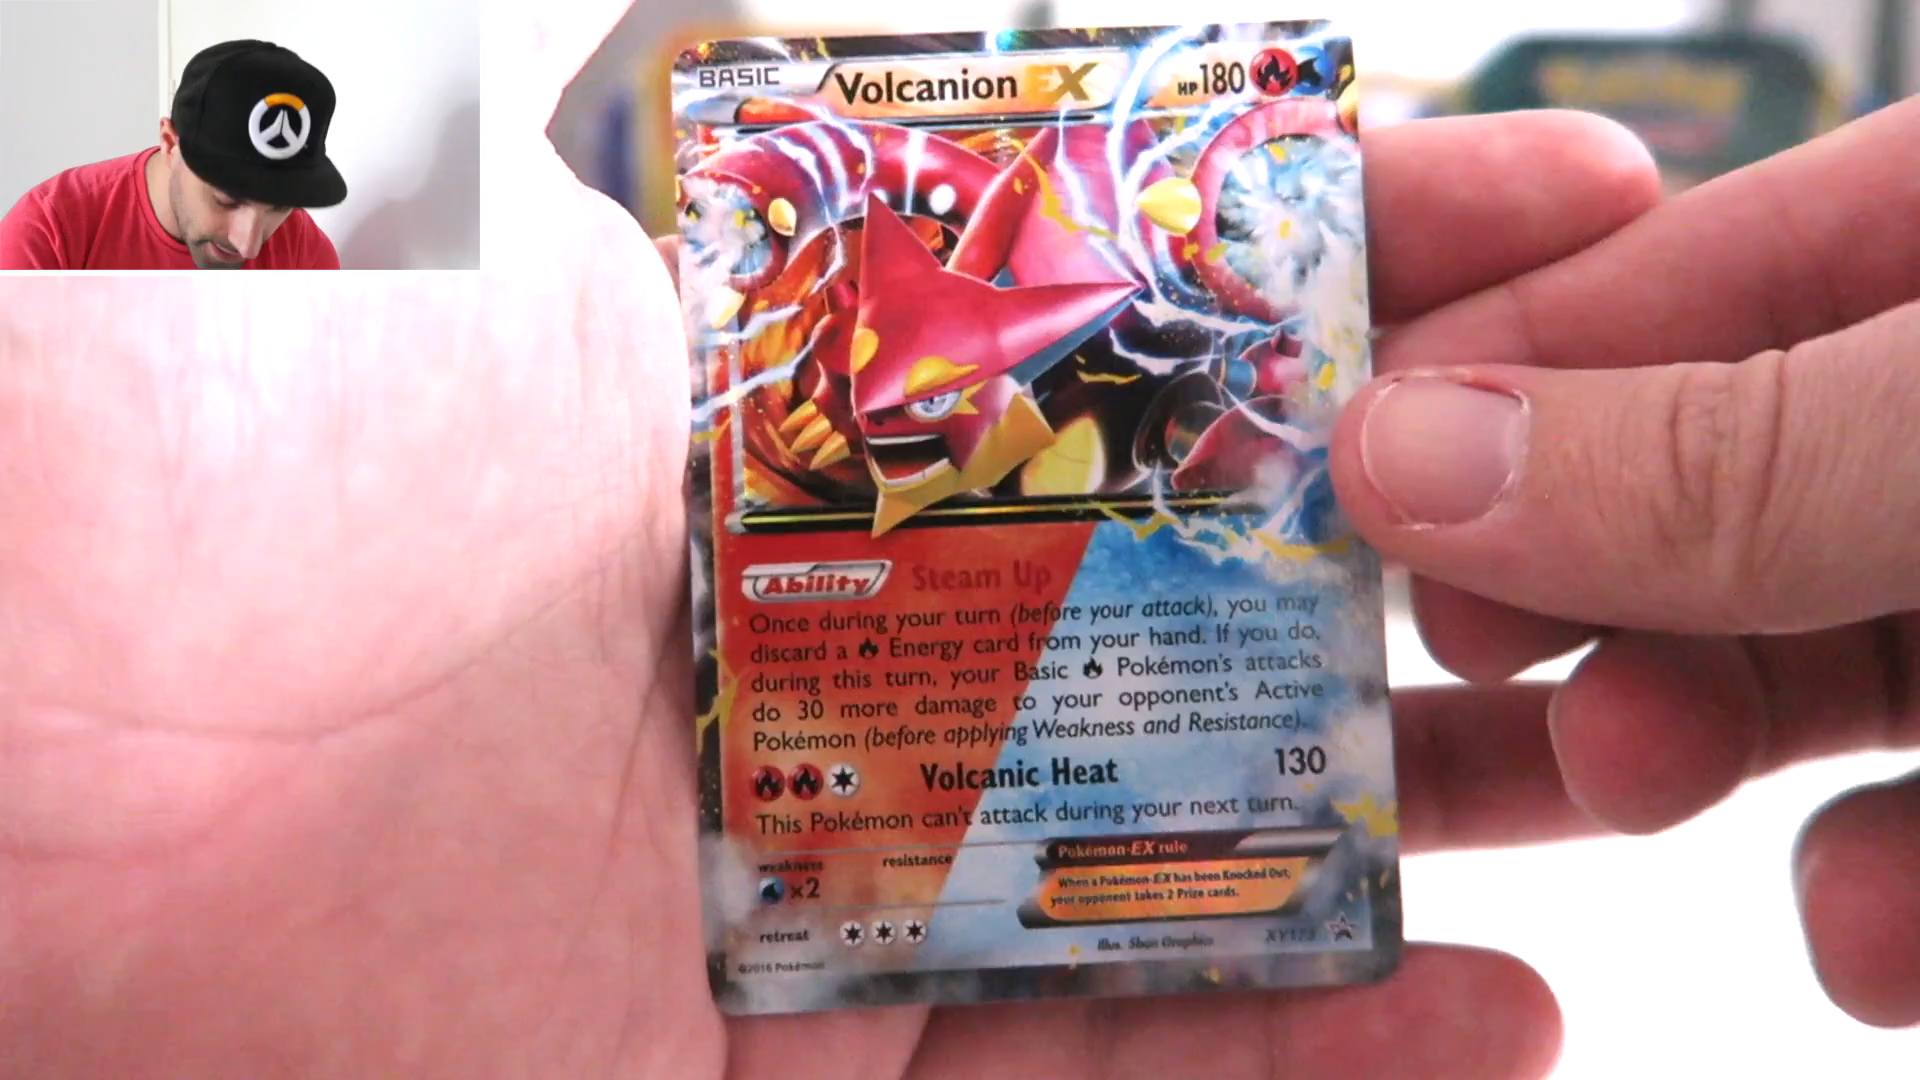 BASIC
Volcanion EX
HP180
Ability Steam Up
Once during your turn (before your attack), you may
discard a Energy card from your hand. If you do,
during this turn, your Basic Pokémon's attacks
do 30 more damage to your opponent's Active
Pokémon (before applying Weakness and Resistance).
Volcanic Heat 130
This Pokémon can't attack during your next turn.
weakness
x2
resistance
Pokémon-EX rule
When a Pokémon-EX has been Knocked Out,
your opponent takes 2 Prize cards.
retreat
Illus. Shan Graphics
©2016 Pokémon